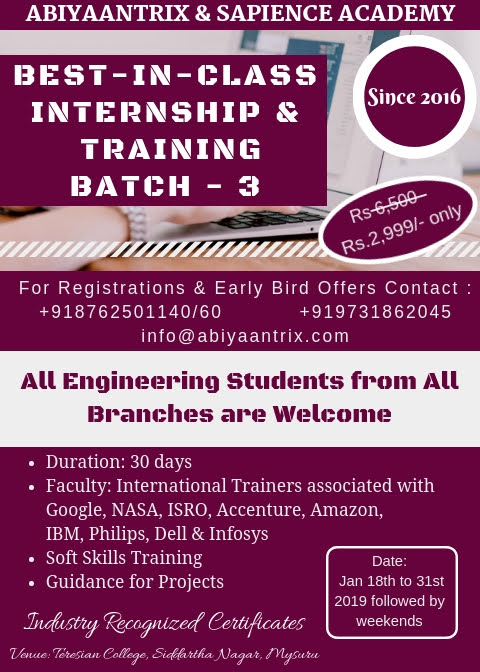 ABIYAANTRIX & SAPIENCE ACADEMY
BEST-IN-CLASS
INTERNSHIP &
TRAINING
BATCH - 3
Since 2016
Rs 6,500
Rs.2,999/- only
For Registrations & Early Bird Offers Contact :
+918762501140/60 +919731862045
info@abiyaantrix.com
All Engineering Students from All
Branches are Welcome
• Duration: 30 days
• Faculty: International Trainers associated with
Google, NASA, ISRO, Accenture, Amazon,
IBM, Philips, Dell & Infosys
• Soft Skills Training
• Guidance for Projects
Date:
Jan 18th to 31st
2019 followed by
weekends
Industry Recognized Certificates
Venue: Teresian College, Siddartha Nagar, Mysuru